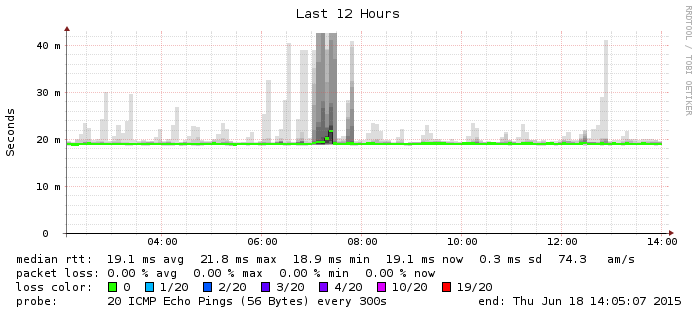 Last 12 Hours
RRDTOOL / TOBI OETIKER
Seconds
40 m
30 m
20 m
10 m
0
04:00 06:00 08:00 10:00 12:00 14:00
median rtt: 19.1 ms avg 21.8 ms max 18.9 ms min 19.1 ms now 0.3 ms sd 74.3 am/s
packet loss: 0.00 % avg 0.00 % max 0.00 % min 0.00 % now
loss color: 0 1/20 2/20 3/20 4/20 10/20 19/20
probe: 20 ICMP Echo Pings (56 Bytes) every 300s end: Thu Jun 18 14:05:07 2015